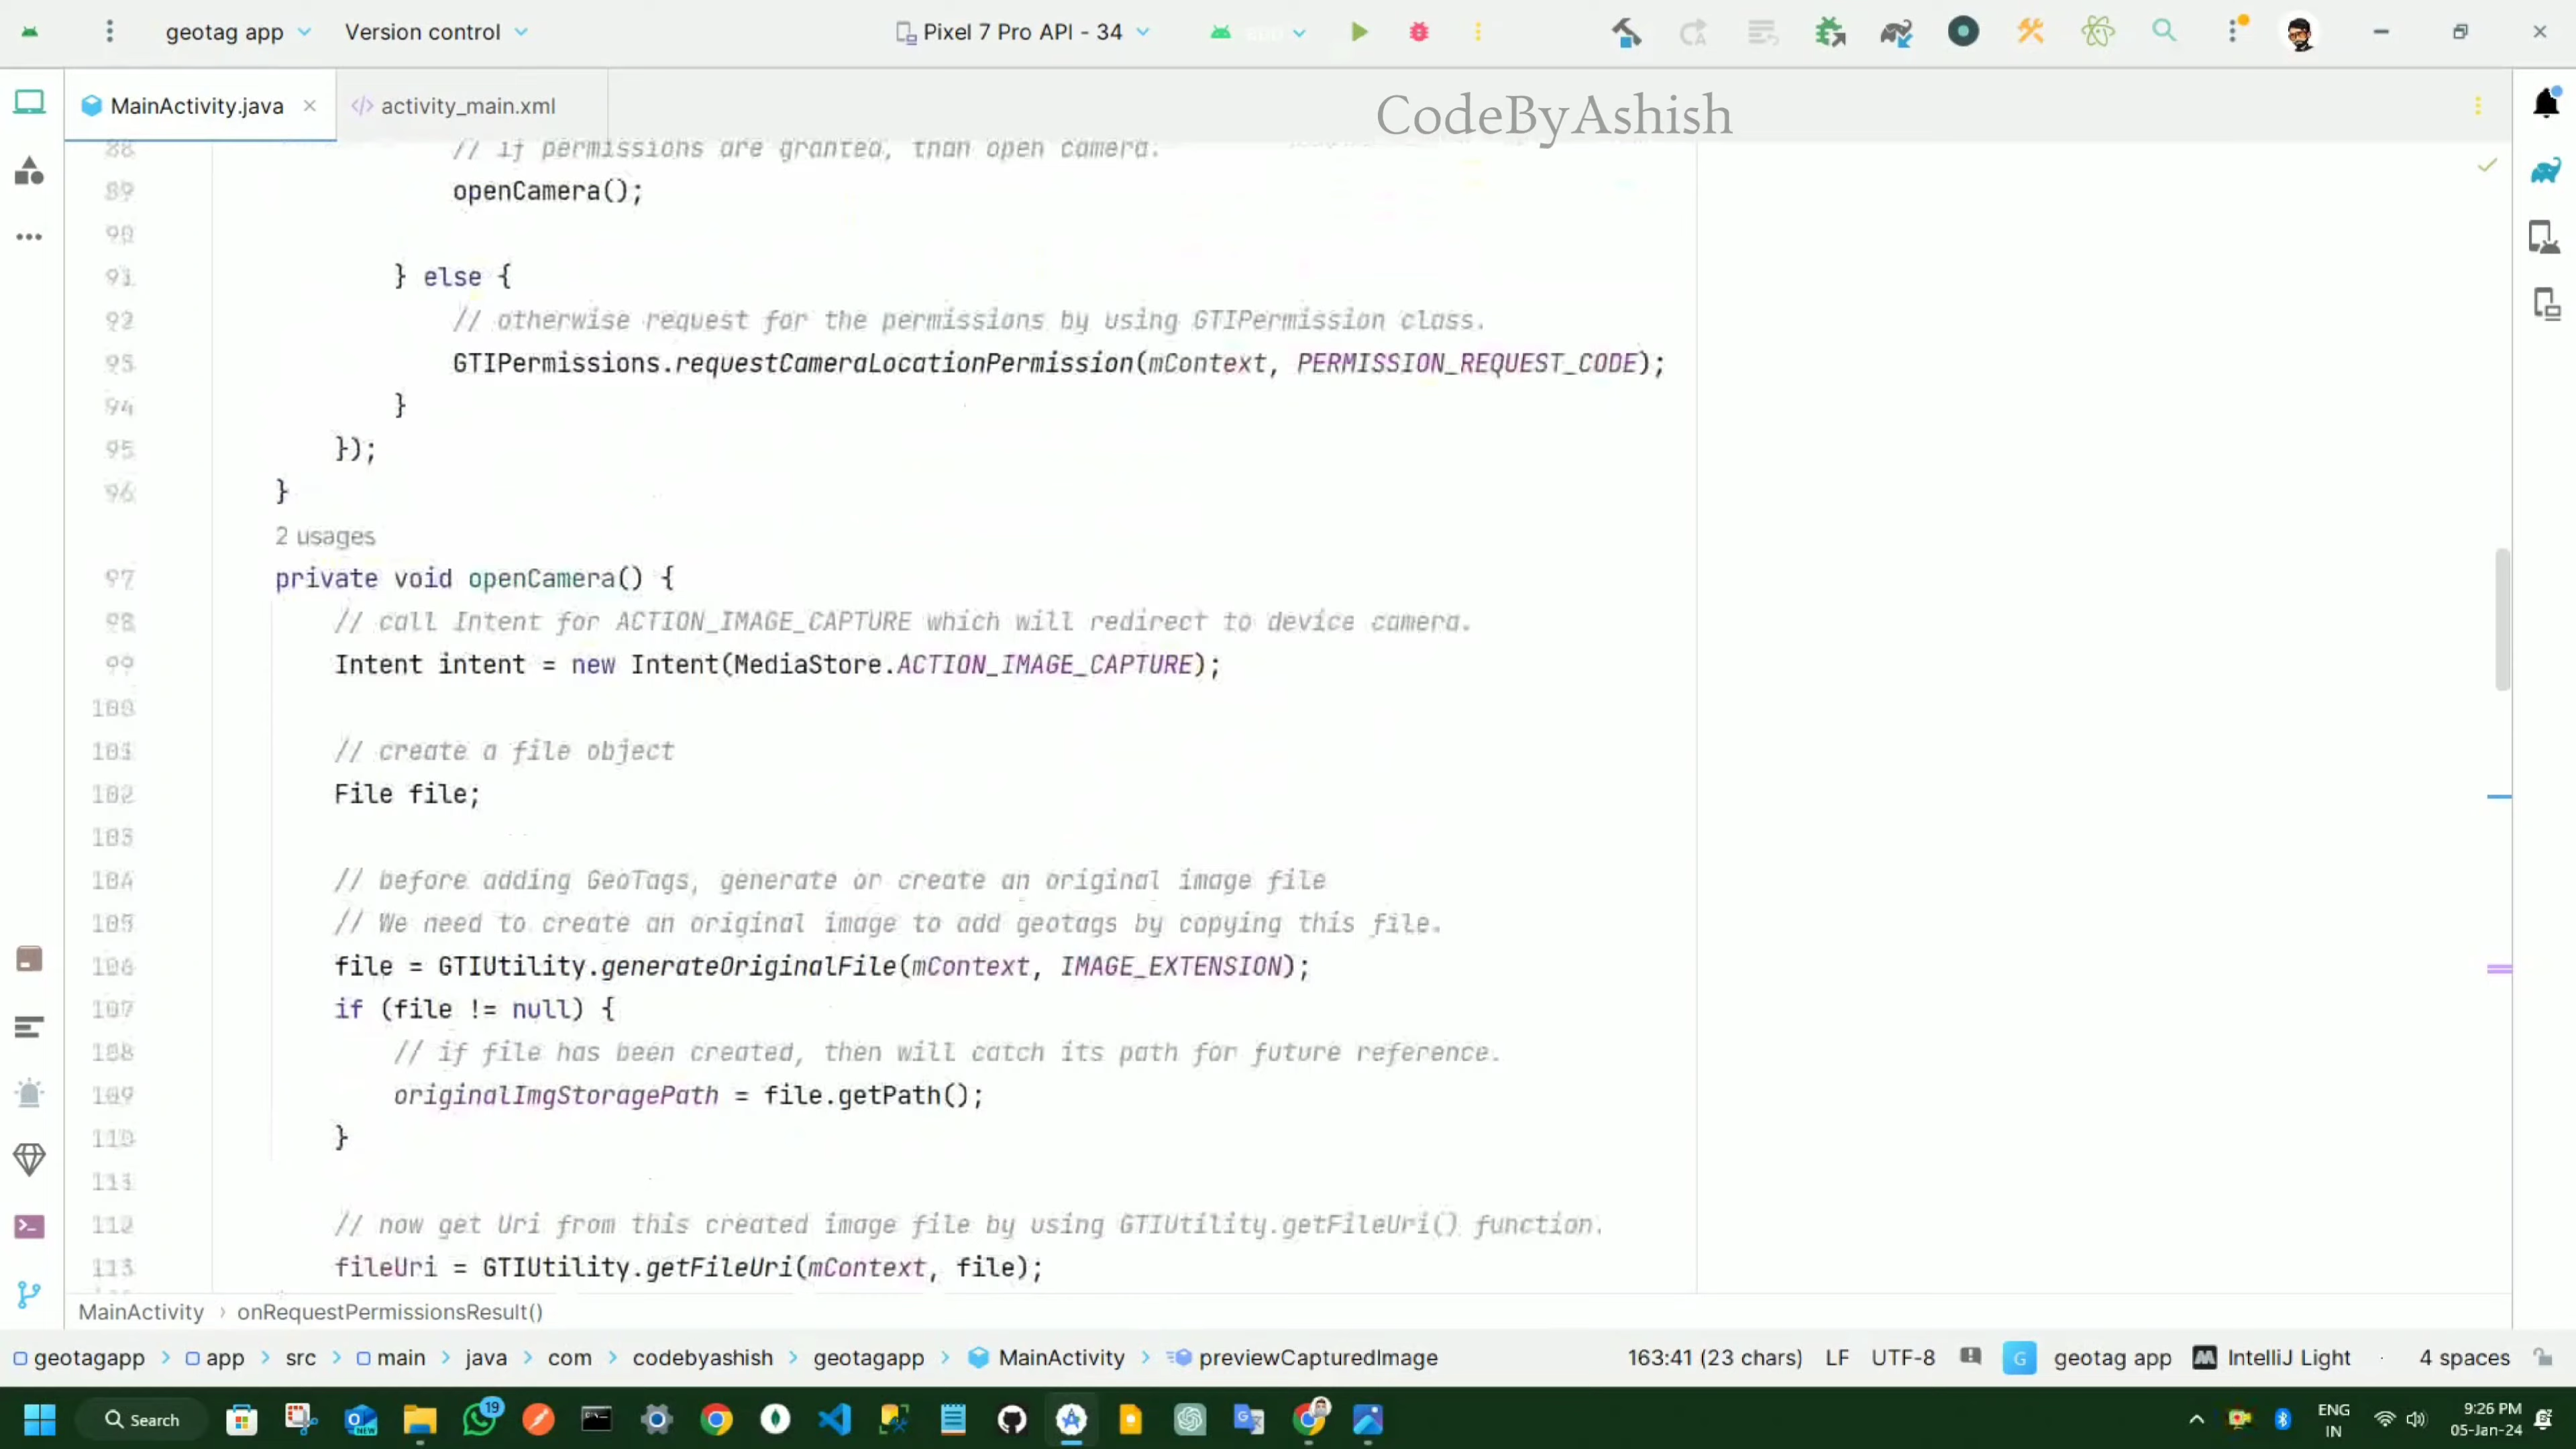 geotag app
Version control
Pixel 7 Pro API - 34
app
MainActivity.java
activity_main.xml
CodeByAshish
88 // if permissions are granted, than open camera.
89 openCamera();
90
91 } else {
92 // otherwise request for the permissions by using GTIPermission class.
93 GTIPermissions.requestCameraLocationPermission(mContext, PERMISSION_REQUEST_CODE);
94 }
95 });
96 }
2 usages
97 private void openCamera() {
98 // call Intent for ACTION_IMAGE_CAPTURE which will redirect to device camera.
99 Intent intent = new Intent(MediaStore.ACTION_IMAGE_CAPTURE);
100
101 // create a file object
102 File file;
103
104 // before adding GeoTags, generate or create an original image file
105 // We need to create an original image to add geotags by copying this file.
106 file = GTIUtility.generateOriginalFile(mContext, IMAGE_EXTENSION);
107 if (file != null) {
108 // if file has been created, then will catch its path for future reference.
109 originalImgStoragePath = file.getPath();
110 }
111
112 // now get Uri from this created image file by using GTIUtility.getFileUri() function.
113 fileUri = GTIUtility.getFileUri(mContext, file);
MainActivity › onRequestPermissionsResult()
geotagapp > app > src > main > java > com > codebyashish > geotagapp > MainActivity > previewCapturedImage
163:41 (23 chars) LF UTF-8 G geotag app IntelliJ Light 4 spaces
Search
NEW
19
ENG
IN
9:26 PM
05-Jan-24